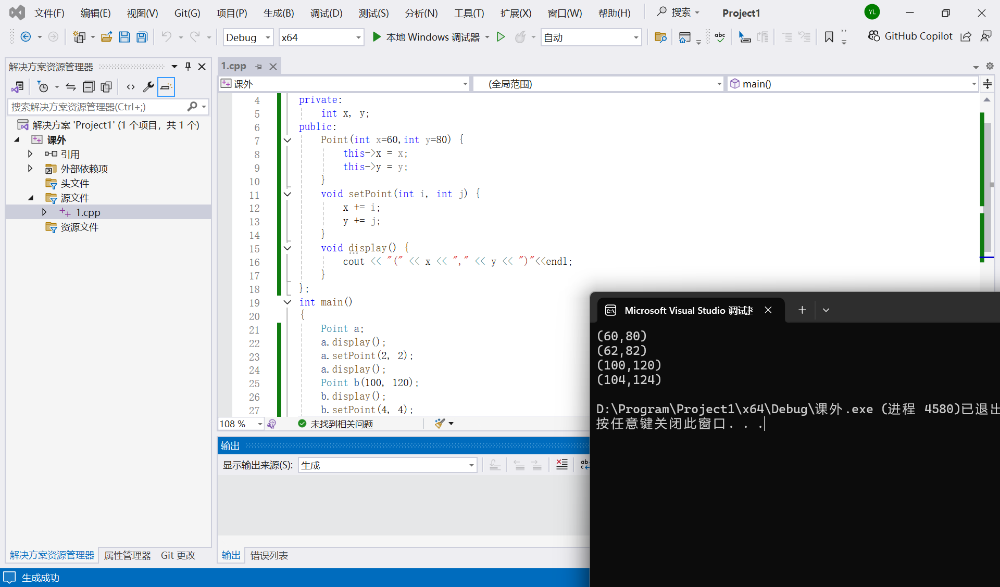 文件(F) 编辑(E) 视图(V) Git(G) 项目(P) 生成(B) 调试(D) 测试(S) 分析(N) 工具(T) 扩展(X) 窗口(W) 帮助(H) 搜索 Project1 YL
Debug x64 本地 Windows 调试器 自动 abc GitHub Copilot
解决方案资源管理器
搜索解决方案资源管理器(Ctrl+;)
解决方案 'Project1' (1 个项目，共 1 个)
课外
引用
外部依赖项
头文件
源文件
1.cpp
资源文件
解决方案资源管理器 属性管理器 Git 更改
1.cpp
课外 (全局范围) main()
4 private:
5 int x, y;
6 public:
7 Point(int x=60,int y=80) {
8 this->x = x;
9 this->y = y;
10 }
11 void setPoint(int i, int j) {
12 x += i;
13 y += j;
14 }
15 void display() {
16 cout << "(" << x << "," << y << ")"<<endl;
17 }
18 };
19 int main()
20 {
21 Point a;
22 a.display();
23 a.setPoint(2, 2);
24 a.display();
25 Point b(100, 120);
26 b.display();
27 b.setPoint(4, 4);
108 % 未找到相关问题
输出
显示输出来源(S): 生成
输出 错误列表
生成成功
Microsoft Visual Studio 调试
(60,80)
(62,82)
(100,120)
(104,124)
D:\Program\Project1\x64\Debug\课外.exe (进程 4580)已退出
按任意键关闭此窗口. . .